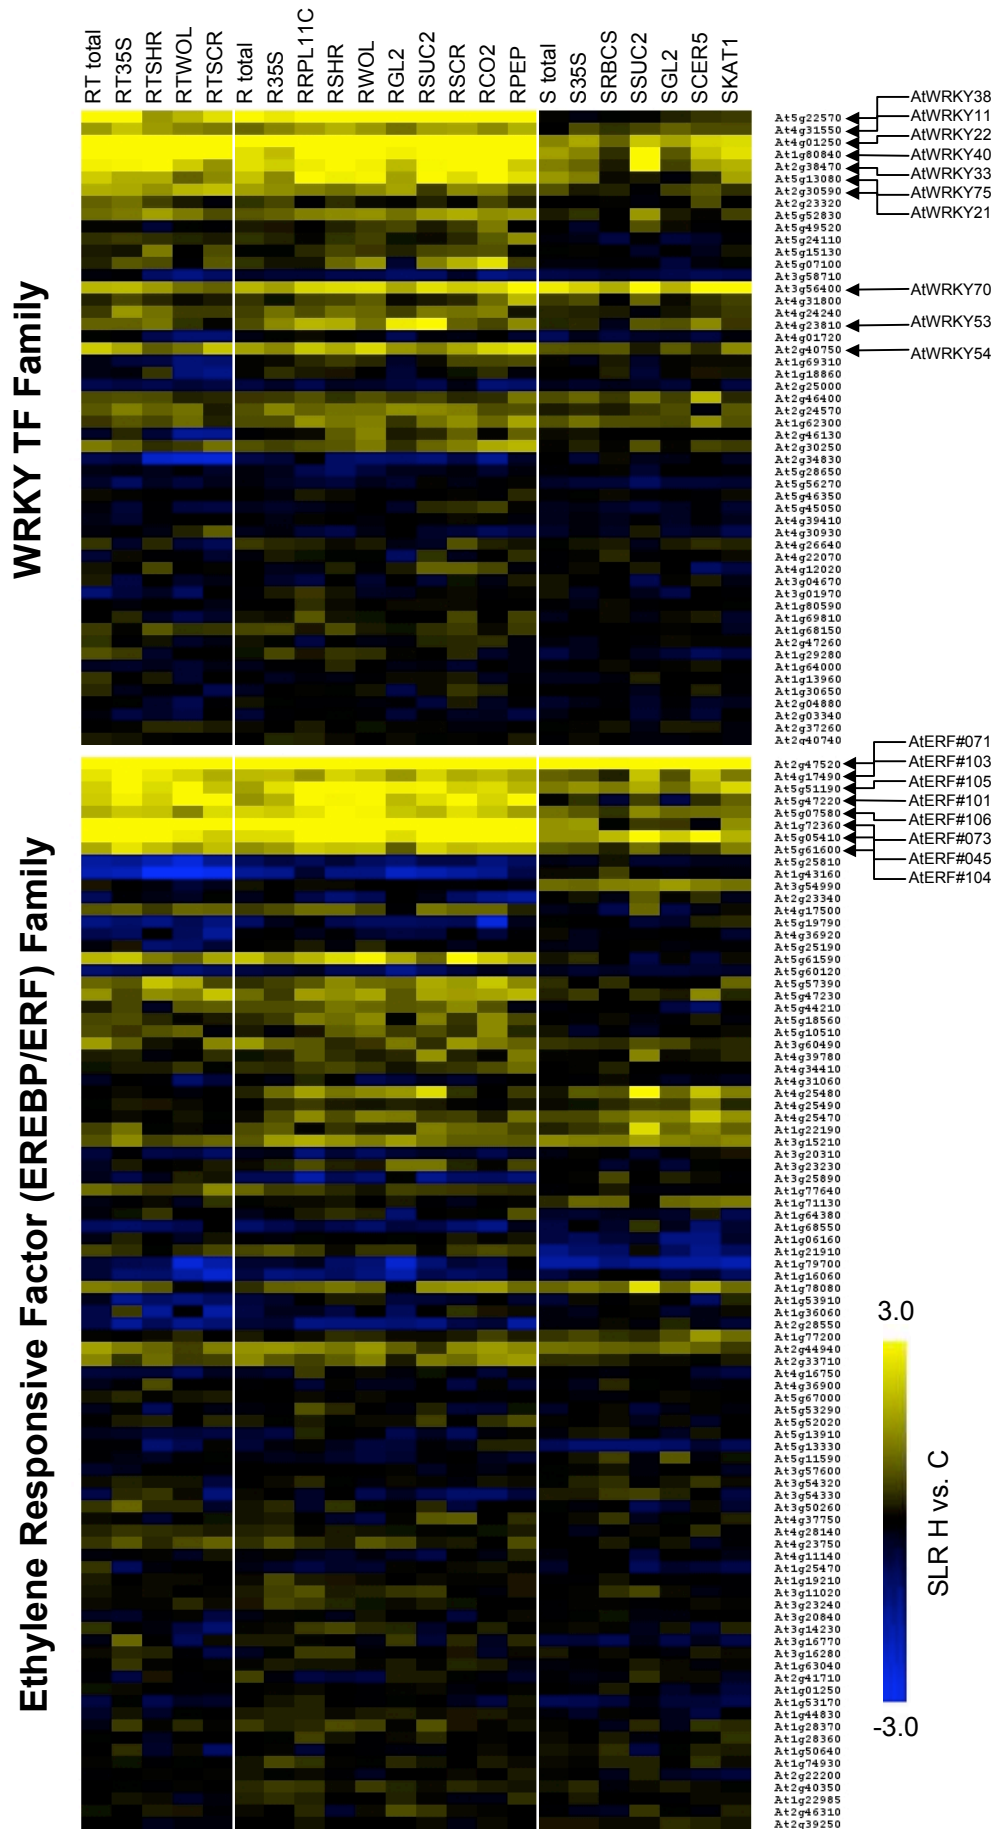 RT total
RT35S
RTSHR
RTWOL
RTSCR
R total
R35S
RRPL11C
RSHR
RWOL
RGL2
RSUC2
RSCR
RCO2
RPEP
S total
S35S
SRBCS
SSUC2
SGL2
SCER5
SKAT1
WRKY TF Family
At5g22570
At4g31550
At4g01250
At1g80840
At2g38470
At5g13080
At2g30590
At2g23320
At5g52830
At5g49520
At5g24110
At5g15130
At5g07100
At3g58710
At3g56400
At4g31800
At4g24240
At4g23810
At4g01720
At2g40750
At1g69310
At1g18860
At2g25000
At2g46400
At2g24570
At1g62300
At2g46130
At2g30250
At2g34830
At5g28650
At5g56270
At5g46350
At5g45050
At4g39410
At4g30930
At4g26640
At4g22070
At4g12020
At3g04670
At3g01970
At1g80590
At1g69810
At1g68150
At2g47260
At1g29280
At1g64000
At1g13960
At1g30650
At2g04880
At2g03340
At2g37260
At2g40740
AtWRKY38
AtWRKY11
AtWRKY22
AtWRKY40
AtWRKY33
AtWRKY75
AtWRKY21
AtWRKY70
AtWRKY53
AtWRKY54
Ethylene Responsive Factor (EREBP/ERF) Family
At2g47520
At4g17490
At5g51190
At5g47220
At5g07580
At1g72360
At5g05410
At5g61600
At5g25810
At1g43160
At3g54990
At2g23340
At4g17500
At5g19790
At4g36920
At5g25190
At5g61590
At5g60120
At5g57390
At5g47230
At5g44210
At5g18560
At5g10510
At3g60490
At4g39780
At4g34410
At4g31060
At4g25480
At4g25490
At4g25470
At1g22190
At3g15210
At3g20310
At3g23230
At3g25890
At1g77640
At1g71130
At1g64380
At1g68550
At1g06160
At1g21910
At1g79700
At1g16060
At1g78080
At1g53910
At1g36060
At2g28550
At1g77200
At2g44940
At2g33710
At4g16750
At4g36900
At5g67000
At5g53290
At5g52020
At5g13910
At5g13330
At5g11590
At3g57600
At3g54320
At3g54330
At3g50260
At4g37750
At4g28140
At4g23750
At4g11140
At1g25470
At1g19210
At3g11020
At3g23240
At3g20840
At3g14230
At3g16770
At3g16280
At1g63040
At2g41710
At1g01250
At1g53170
At1g44830
At1g28370
At1g28360
At1g50640
At1g74930
At2g22200
At2g40350
At1g22985
At2g46310
At2g39250
AtERF#071
AtERF#103
AtERF#105
AtERF#101
AtERF#106
AtERF#073
AtERF#045
AtERF#104
3.0
SLR H vs. C
-3.0